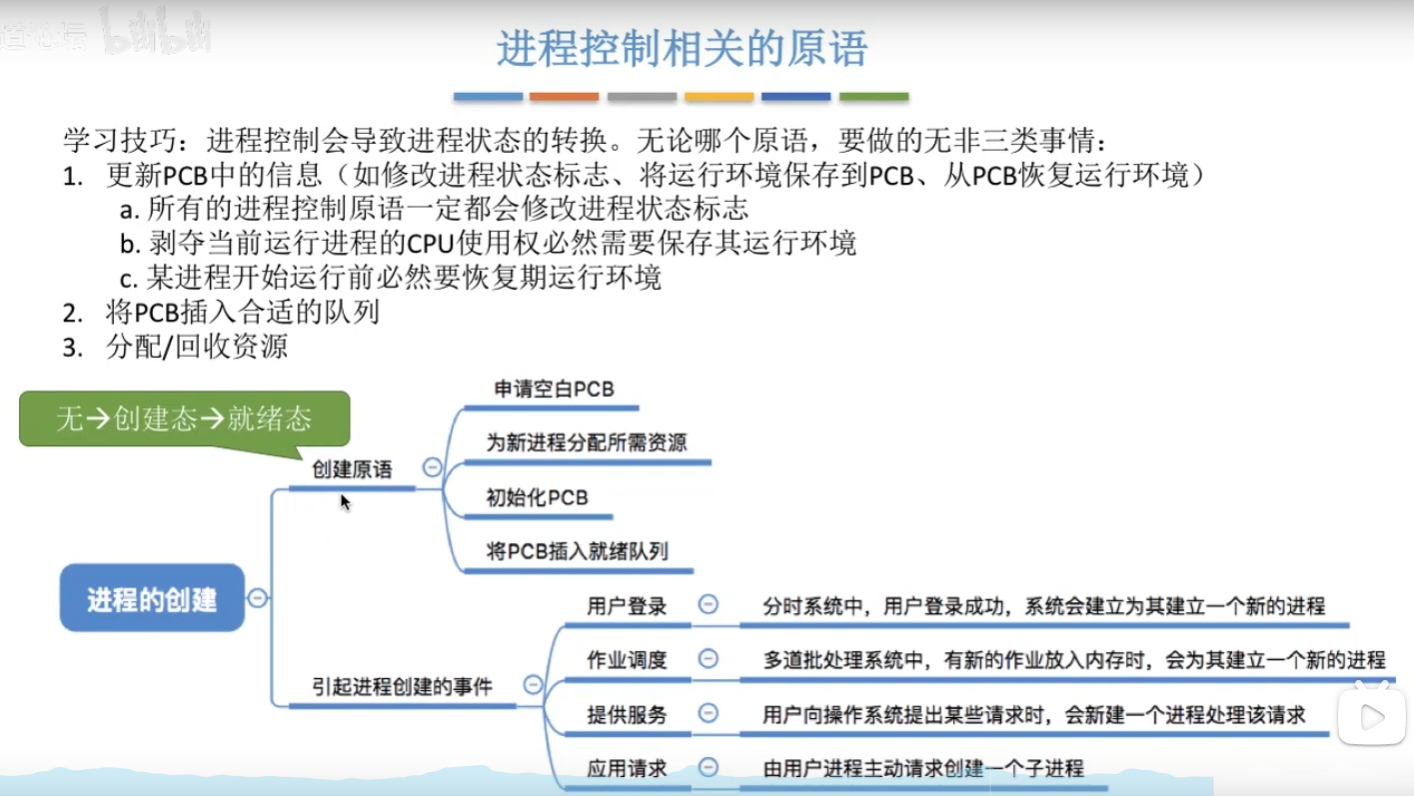 bilibili
进程控制相关的原语
学习技巧：进程控制会导致进程状态的转换。无论哪个原语，要做的无非三类事情：
1. 更新PCB中的信息（如修改进程状态标志、将运行环境保存到PCB、从PCB恢复运行环境）
a. 所有的进程控制原语一定都会修改进程状态标志
b. 剥夺当前运行进程的CPU使用权必然需要保存其运行环境
c. 某进程开始运行前必然要恢复期运行环境
2. 将PCB插入合适的队列
3. 分配/回收资源
无→创建态→就绪态
创建原语
申请空白PCB
为新进程分配所需资源
初始化PCB
将PCB插入就绪队列
进程的创建
引起进程创建的事件
用户登录
分时系统中，用户登录成功，系统会建立为其建立一个新的进程
作业调度
多道批处理系统中，有新的作业放入内存时，会为其建立一个新的进程
提供服务
用户向操作系统提出某些请求时，会新建一个进程处理该请求
应用请求
由用户进程主动请求创建一个子进程